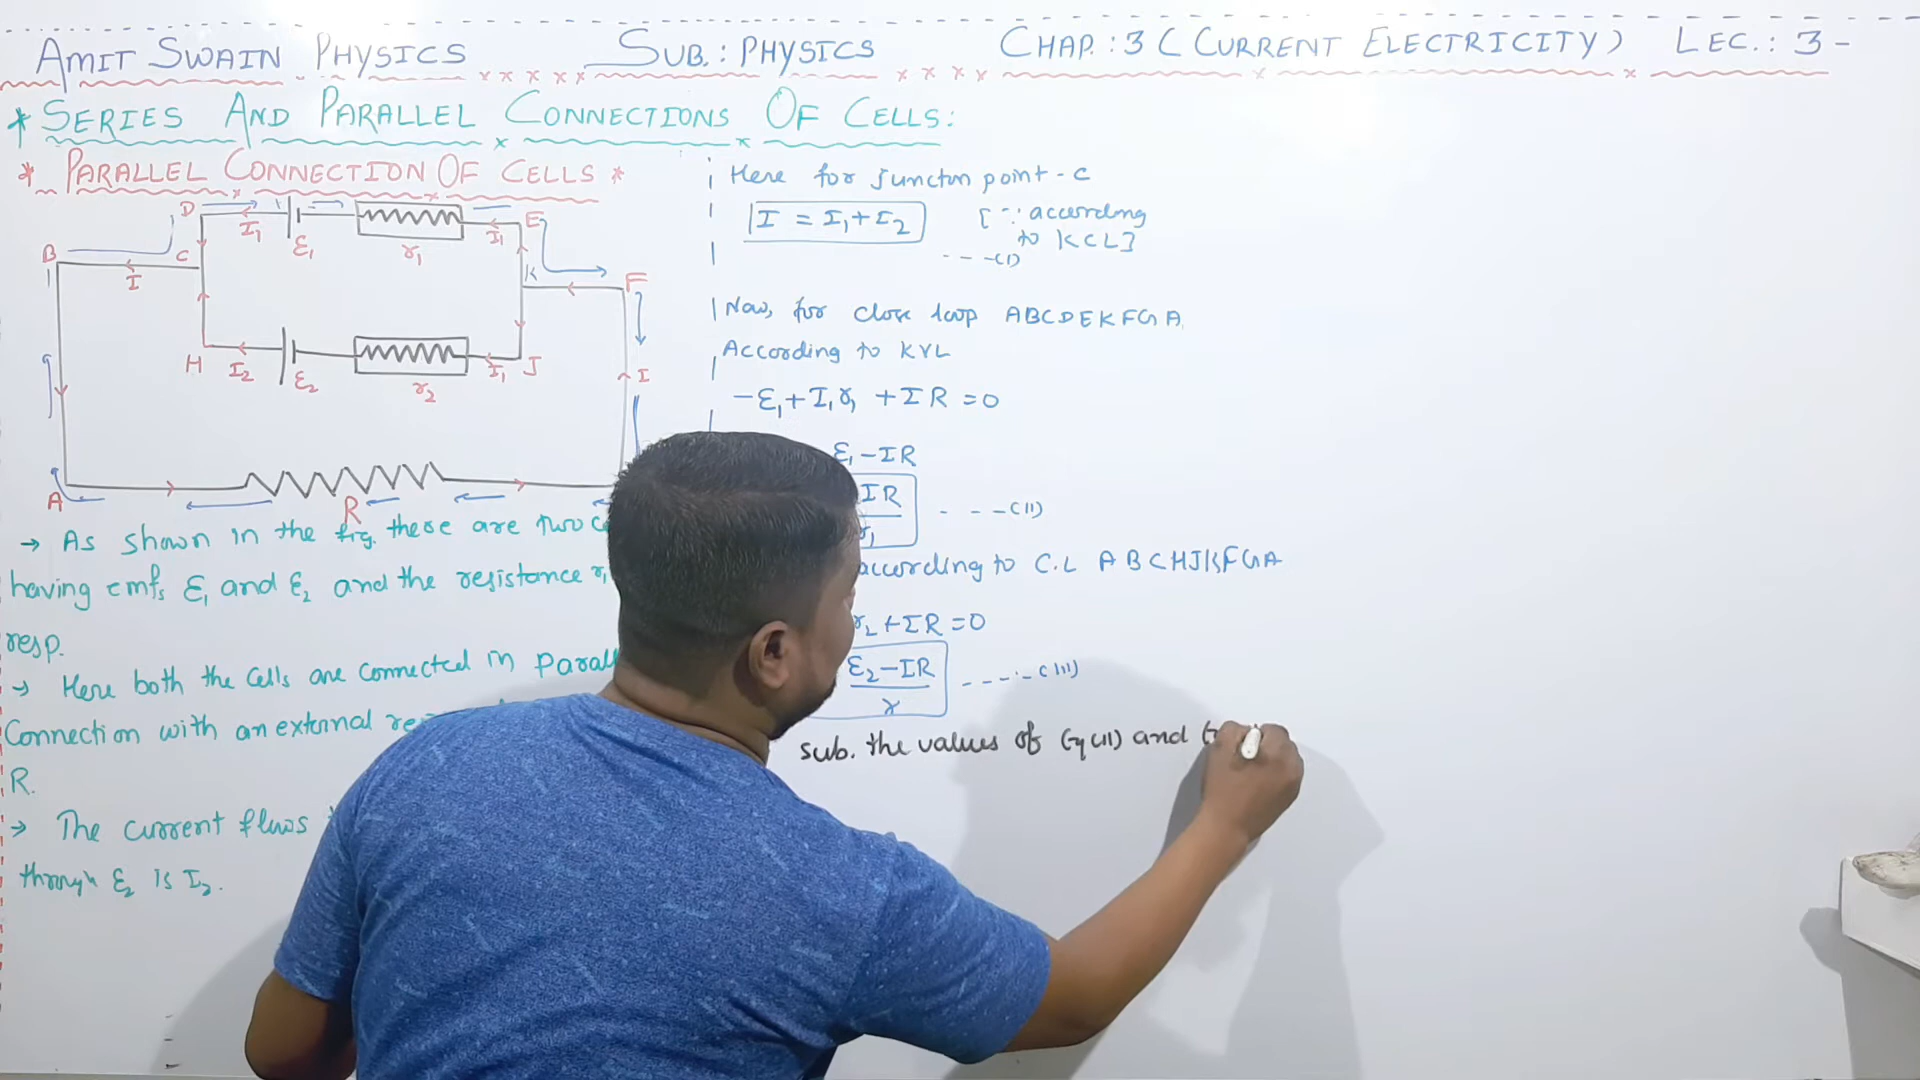 AMIT SWAIN PHYSICS SUB.: PHYSICS CHAP.: 3 ( CURRENT ELECTRICITY ) LEC.: 3 -
* SERIES AND PARALLEL CONNECTIONS OF CELLS:
* PARALLEL CONNECTION OF CELLS *
D I₁ ε₁ r₁ I₁ E
B I C K F
H I₂ ε₂ r₂ I₁ J I
A R
→ As shown in the fig. these are two
having emfs ε₁ and ε₂ and the resistance r₁
resp.
→ Here both the cells are connected in
Connection with an external
R.
→ The current flows
through ε₂ is I₂.
Here for juncton point - C
I = I₁ + I₂ [∵ according
to KCL]
- - - (I)
Now, for close loop ABCDEKFGA
According to KVL
-ε₁ + I₁r₁ + IR = 0
ε₁ - IR
IR
r₁ - - - (II)
according to C.L ABCHJKFGA
r₂ + IR = 0
ε₂ - IR
r - - - - - (III)
sub. the values of Eq (II) and